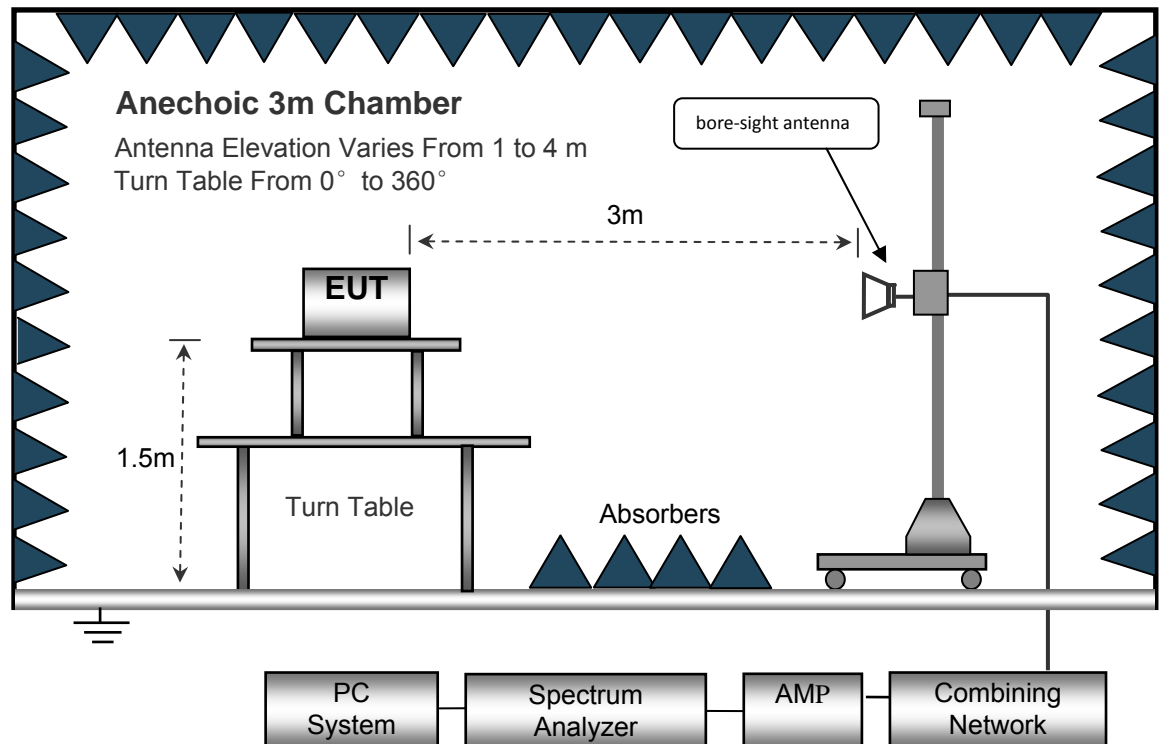 Anechoic 3m Chamber
Antenna Elevation Varies From 1 to 4 m
Turn Table From 0° to 360°
bore-sight antenna
3m
EUT
1.5m
Turn Table
Absorbers
PC
System
Spectrum
Analyzer
AMP
Combining
Network